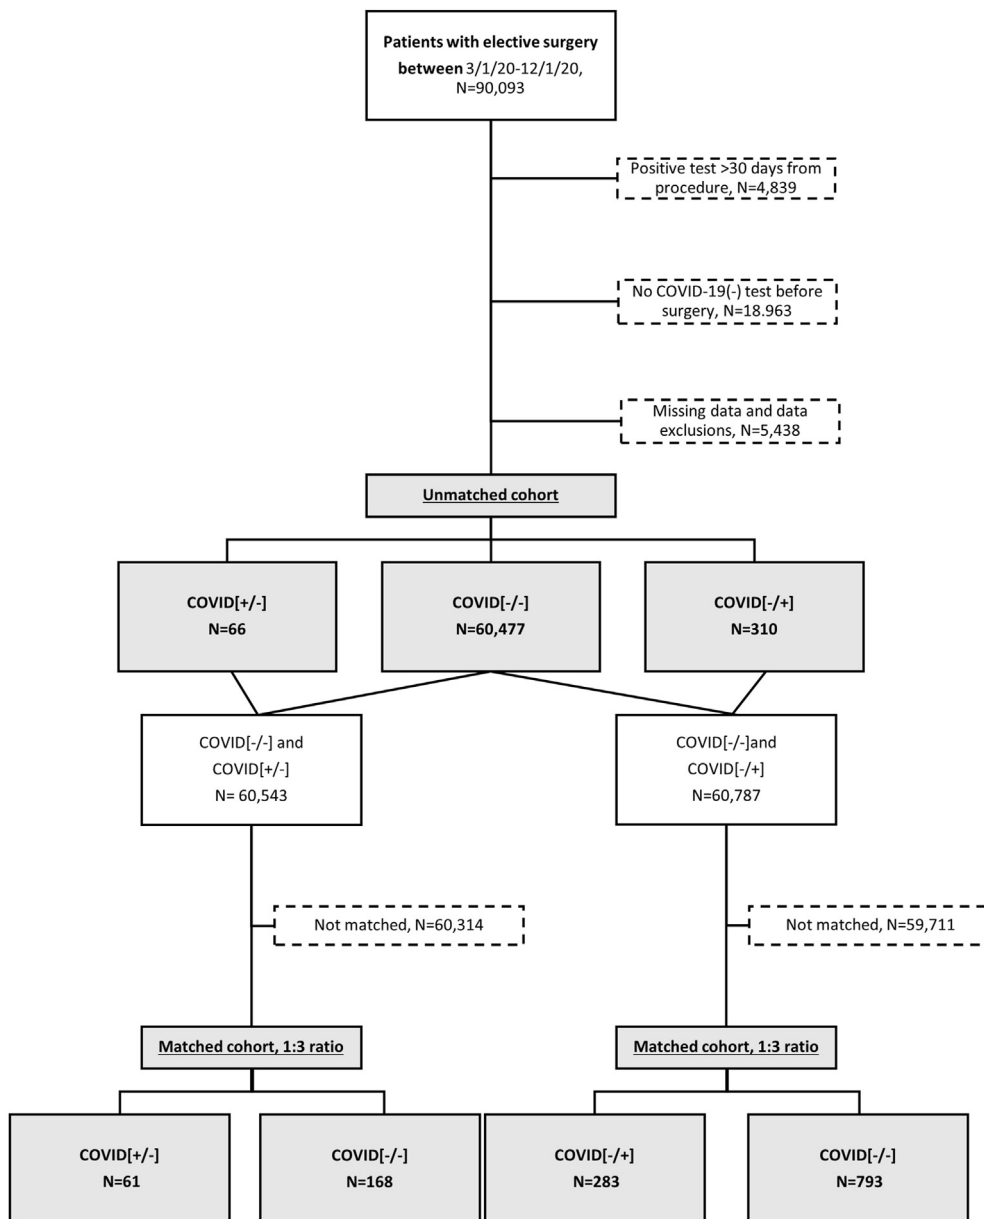 Patients with elective surgery
between 3/1/20-12/1/20,
N=90,093
Positive test >30 days from
procedure, N=4,839
No COVID-19(-) test before
surgery, N=18.963
Missing data and data
exclusions, N=5,438
Unmatched cohort
COVID[+/-]
N=66
COVID[-/-]
N=60,477
COVID[-/+]
N=310
COVID[-/-] and
COVID[+/-]
N= 60,543
COVID[-/-]and
COVID[-/+]
N=60,787
Not matched, N=60,314
Not matched, N=59,711
Matched cohort, 1:3 ratio
Matched cohort, 1:3 ratio
COVID[+/-]
N=61
COVID[-/-]
N=168
COVID[-/+]
N=283
COVID[-/-]
N=793